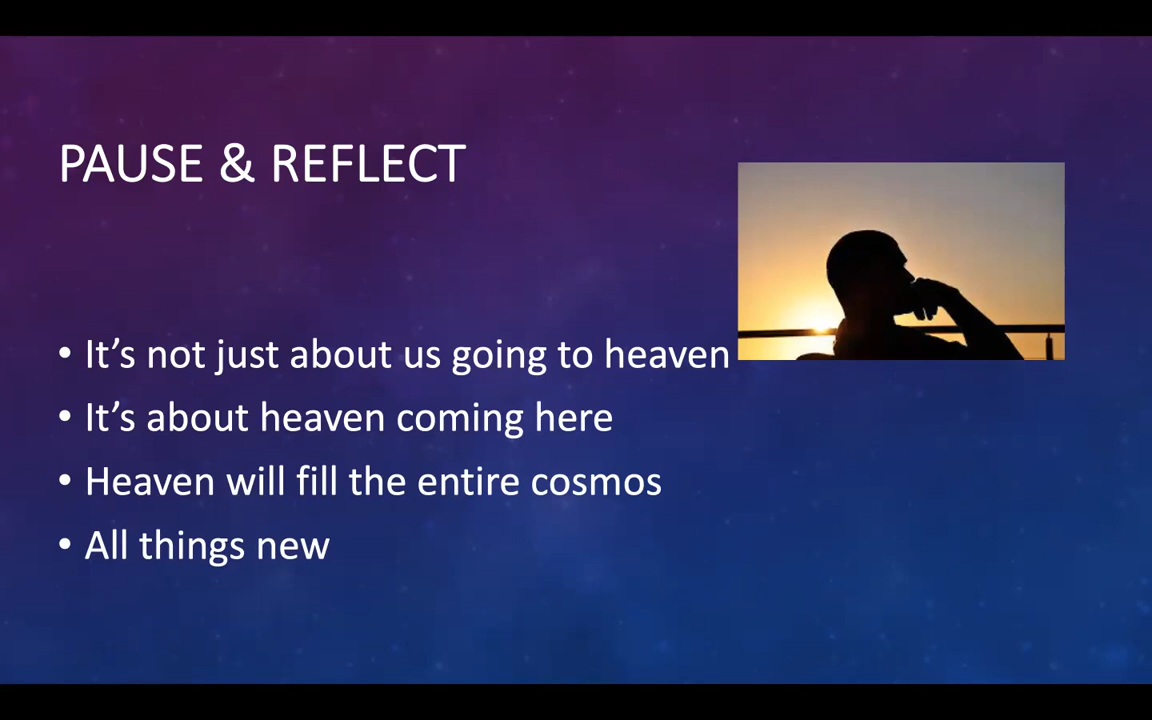 PAUSE & REFLECT
• It’s not just about us going to heaven
• It’s about heaven coming here
• Heaven will fill the entire cosmos
• All things new